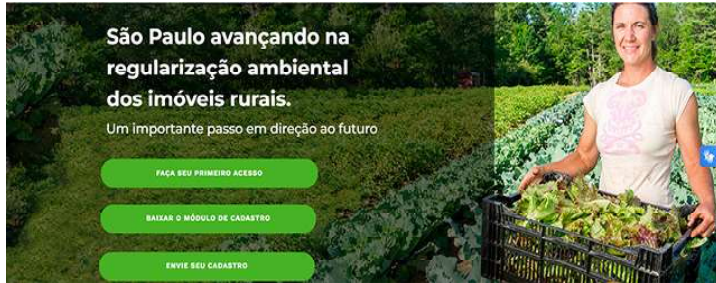 São Paulo avançando na
regularização ambiental
dos imóveis rurais.
Um importante passo em direção ao futuro
FAÇA SEU PRIMEIRO ACESSO
BAIXAR O MÓDULO DE CADASTRO
ENVIE SEU CADASTRO